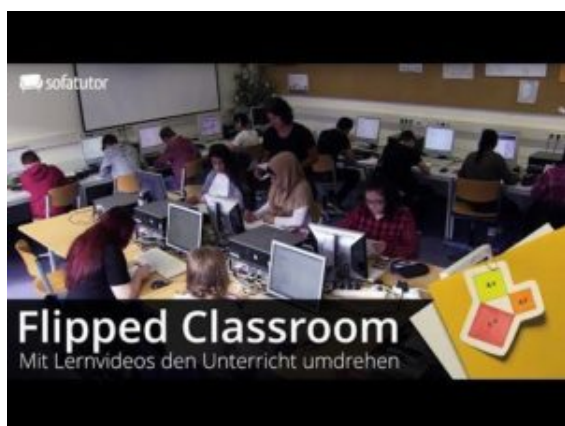 sofatutor
Flipped Classroom
Mit Lernvideos den Unterricht umdrehen